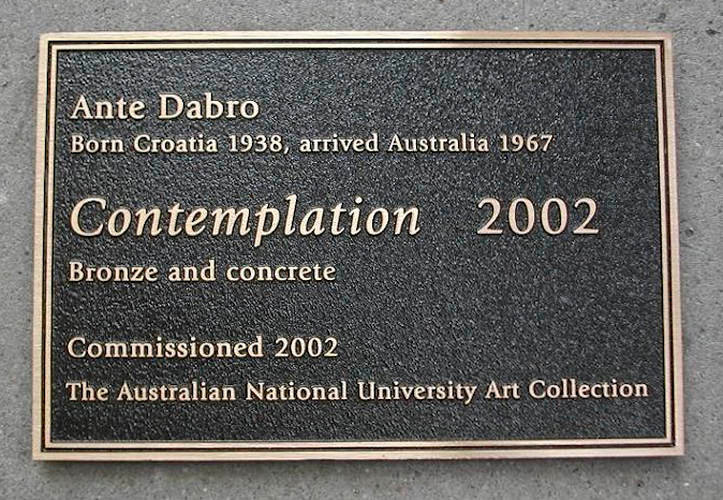 Ante Dabro
Born Croatia 1938, arrived Australia 1967
Contemplation 2002
Bronze and concrete
Commissioned 2002
The Australian National University Art Collection